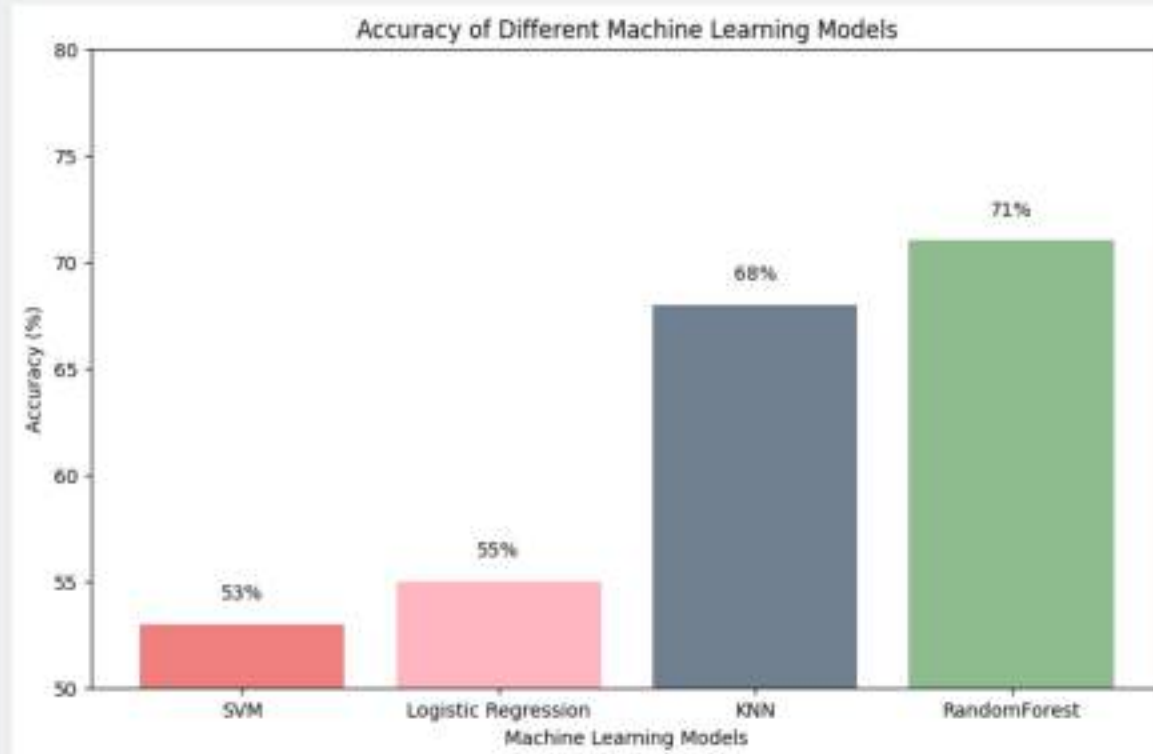 Accuracy of Different Machine Learning Models
80
75
70
65
60
55
50
Accuracy (%)
53%
55%
68%
71%
SVM
Logistic Regression
KNN
RandomForest
Machine Learning Models